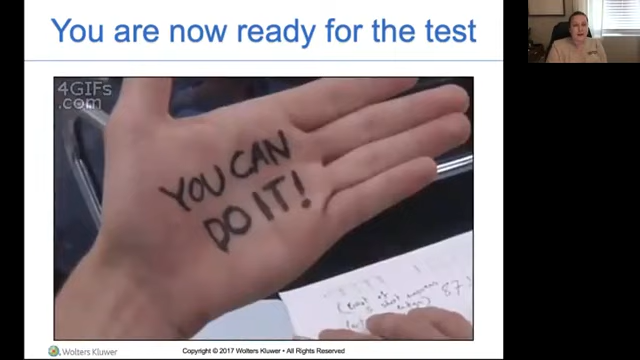 You are now ready for the test
4GIFs
.com
YOU CAN
DO IT!
87
Wolters Kluwer
Copyright © 2017 Wolters Kluwer • All Rights Reserved